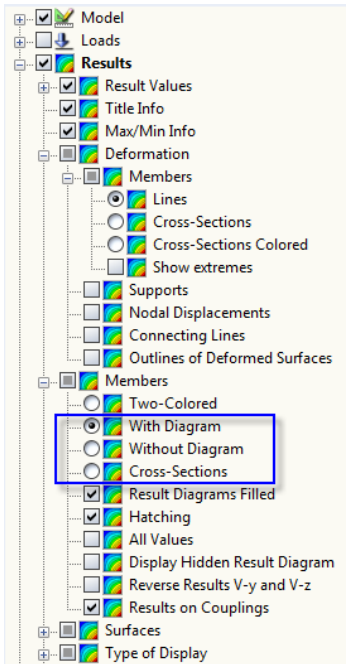 Model
Loads
Results
Result Values
Title Info
Max/Min Info
Deformation
Members
Lines
Cross-Sections
Cross-Sections Colored
Show extremes
Supports
Nodal Displacements
Connecting Lines
Outlines of Deformed Surfaces
Members
Two-Colored
With Diagram
Without Diagram
Cross-Sections
Result Diagrams Filled
Hatching
All Values
Display Hidden Result Diagram
Reverse Results V-y and V-z
Results on Couplings
Surfaces
Type of Display